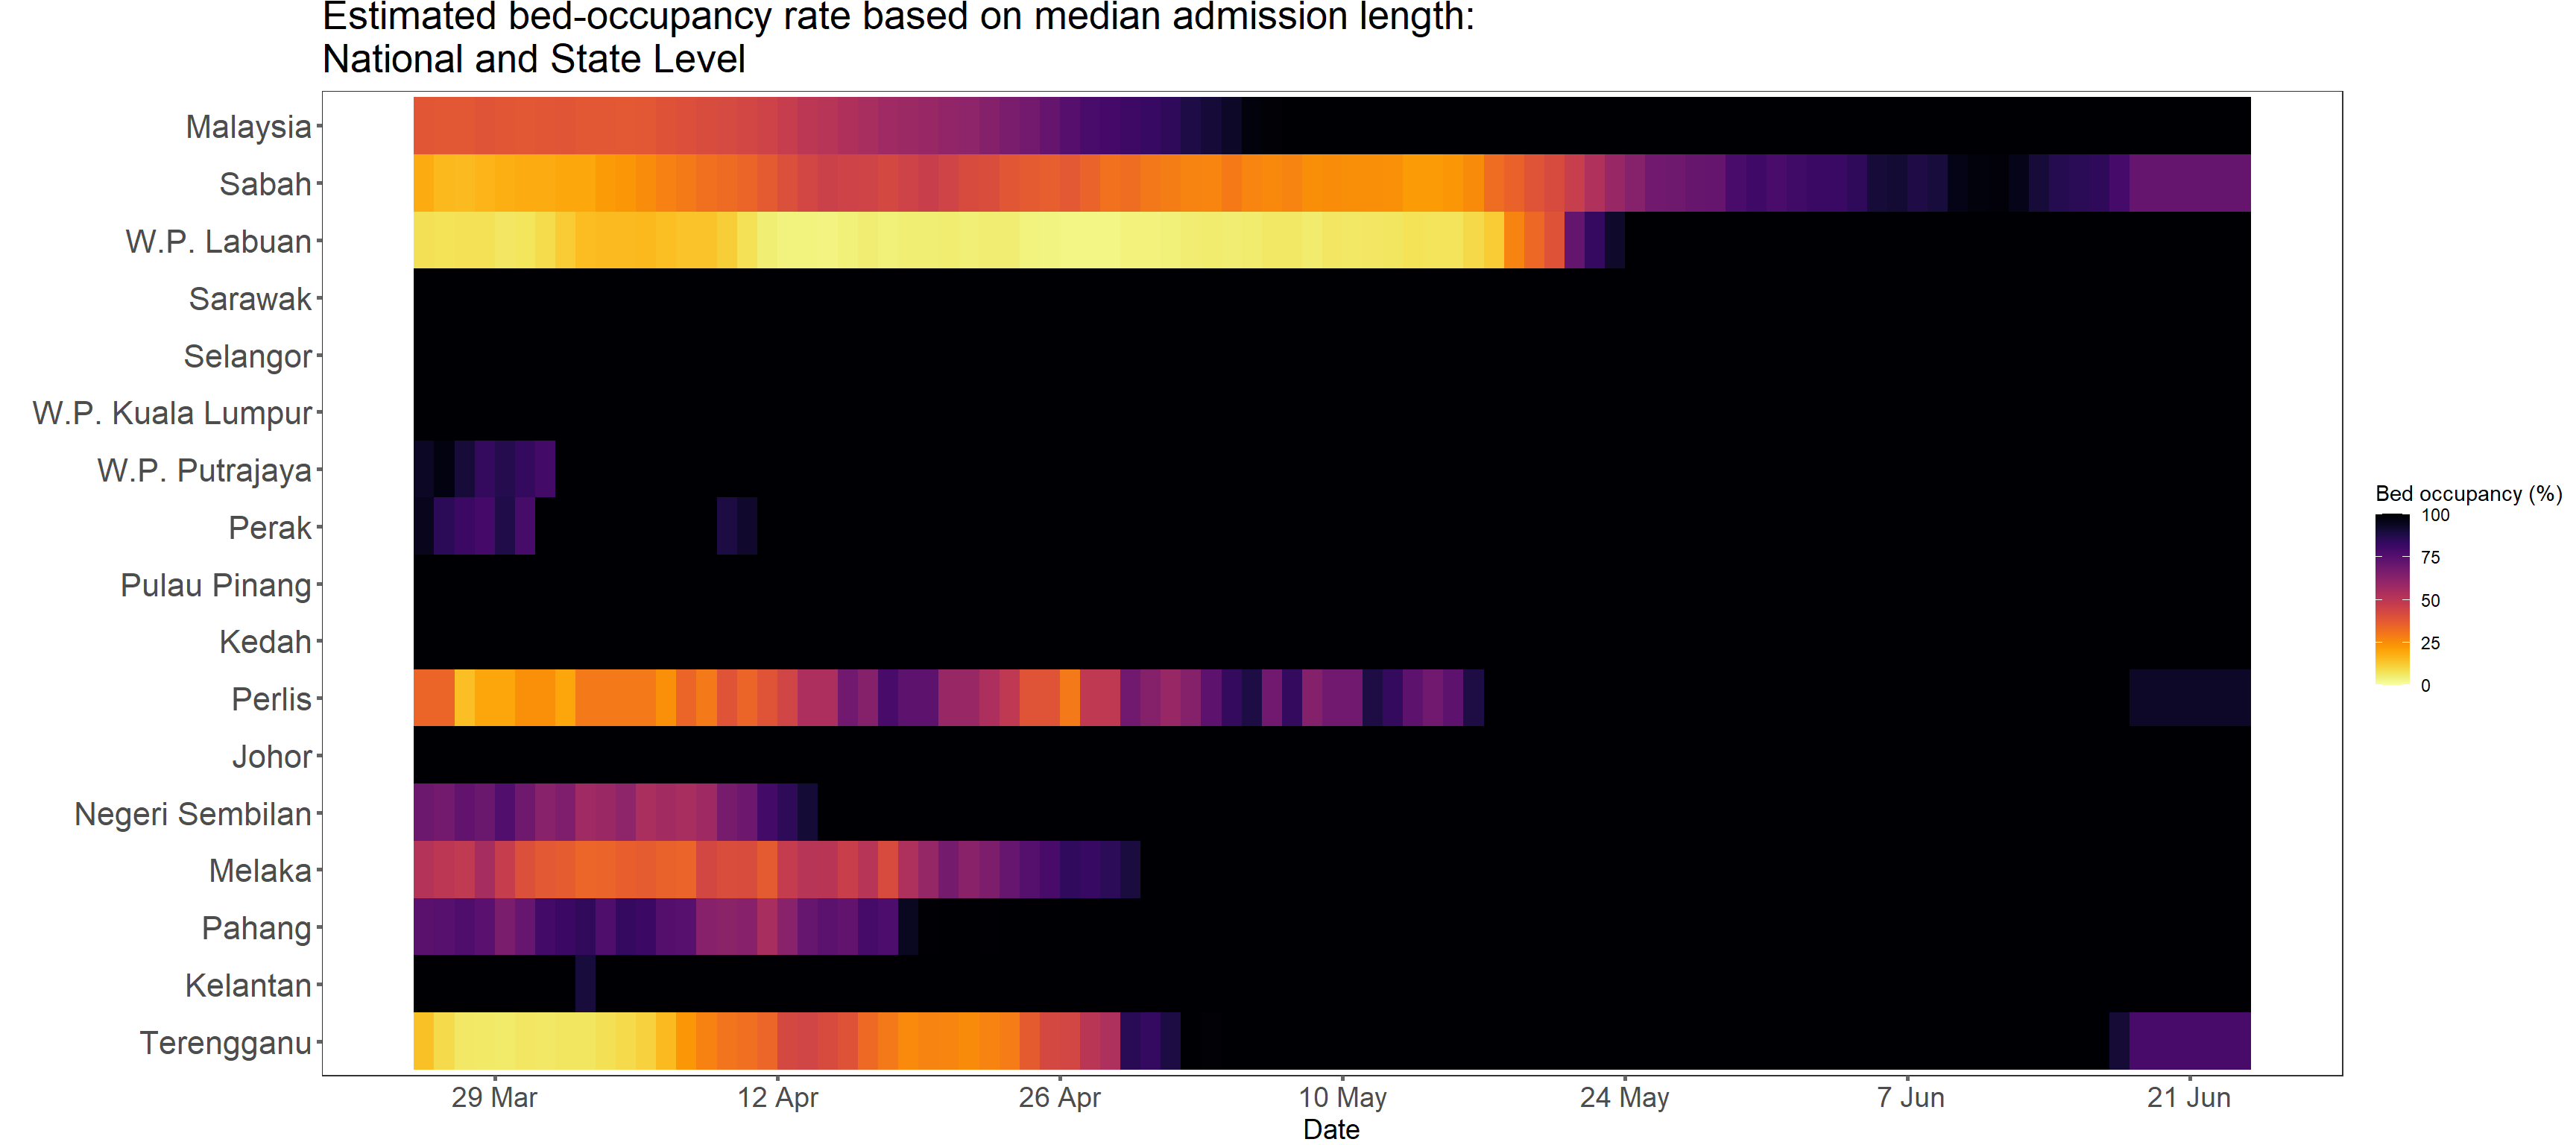 Estimated bed-occupancy rate based on median admission length:
National and State Level
Malaysia
Sabah
W.P. Labuan
Sarawak
Selangor
W.P. Kuala Lumpur
W.P. Putrajaya
Perak
Pulau Pinang
Kedah
Perlis
Johor
Negeri Sembilan
Melaka
Pahang
Kelantan
Terengganu
29 Mar 12 Apr 26 Apr 10 May 24 May 7 Jun 21 Jun
Date
Bed occupancy (%)
100
75
50
25
0